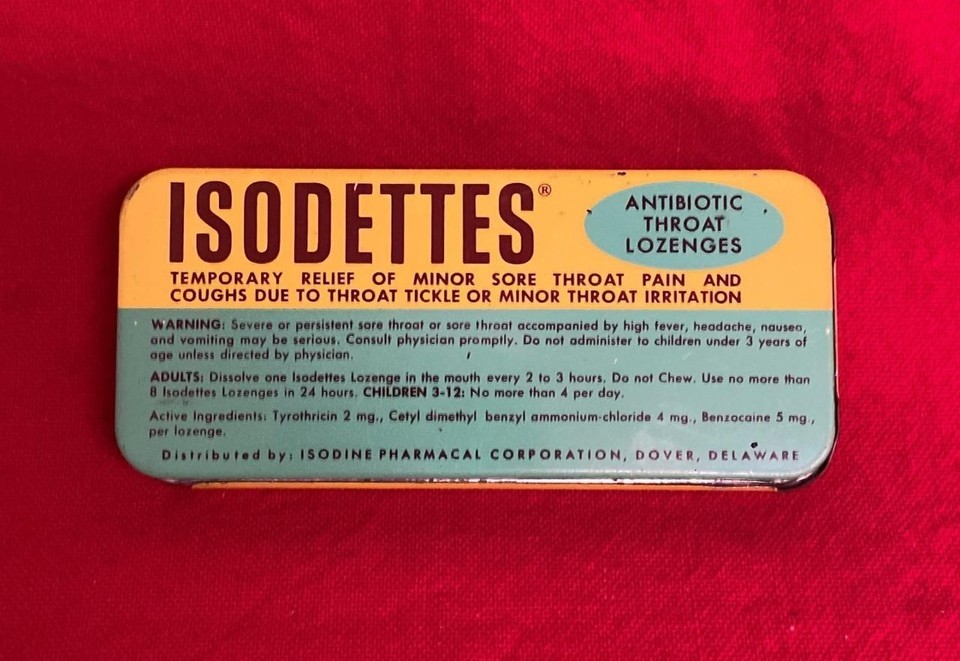 ISODETTES®
ANTIBIOTIC
THROAT
LOZENGES
TEMPORARY RELIEF OF MINOR SORE THROAT PAIN AND
COUGHS DUE TO THROAT TICKLE OR MINOR THROAT IRRITATION
WARNING: Severe or persistent sore throat or sore throat accompanied by high fever, headache, nausea,
and vomiting may be serious. Consult physician promptly. Do not administer to children under 3 years of
age unless directed by physician.
ADULTS: Dissolve one Isodettes Lozenge in the mouth every 2 to 3 hours. Do not Chew. Use no more than
8 Isodettes Lozenges in 24 hours. CHILDREN 3-12: No more than 4 per day.
Active Ingredients: Tyrothricin 2 mg., Cetyl dimethyl benzyl ammonium-chloride 4 mg., Benzocaine 5 mg.,
per lozenge.
Distributed by: ISODINE PHARMACAL CORPORATION, DOVER, DELAWARE